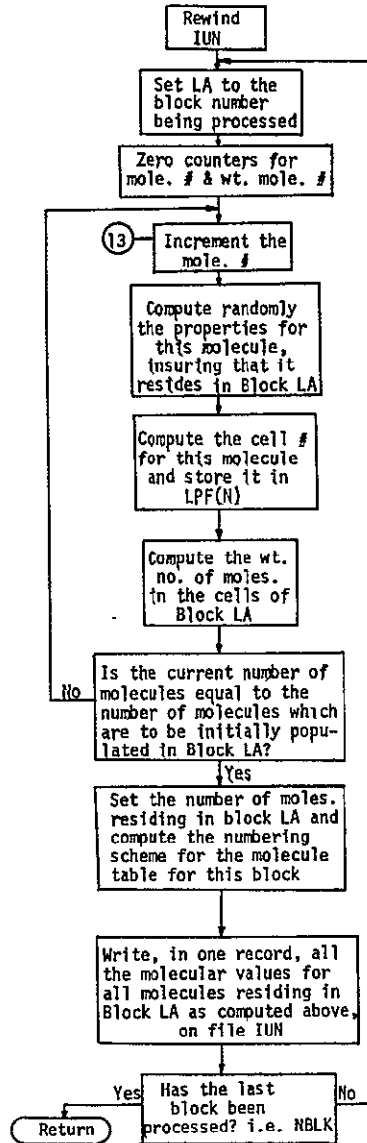 Rewind
IUN
Set LA to the
block number
being processed
Zero counters for
mole. # & wt. mole. #
13
Increment the
mole. #
Compute randomly
the properties for
this molecule,
insuring that it
resides in Block LA
Compute the cell #
for this molecule
and store it in
LPF(N)
Compute the wt.
no. of moles.
in the cells of
Block LA
No
Is the current number of
molecules equal to the
number of molecules which
are to be initially popu-
lated in Block LA?
Yes
Set the number of moles.
residing in block LA and
compute the numbering
scheme for the molecule
table for this block
Write, in one record, all
the molecular values for
all molecules residing in
Block LA as computed above,
on file IUN
Yes
Has the last
block been
processed? i.e. NBLK
No
Return